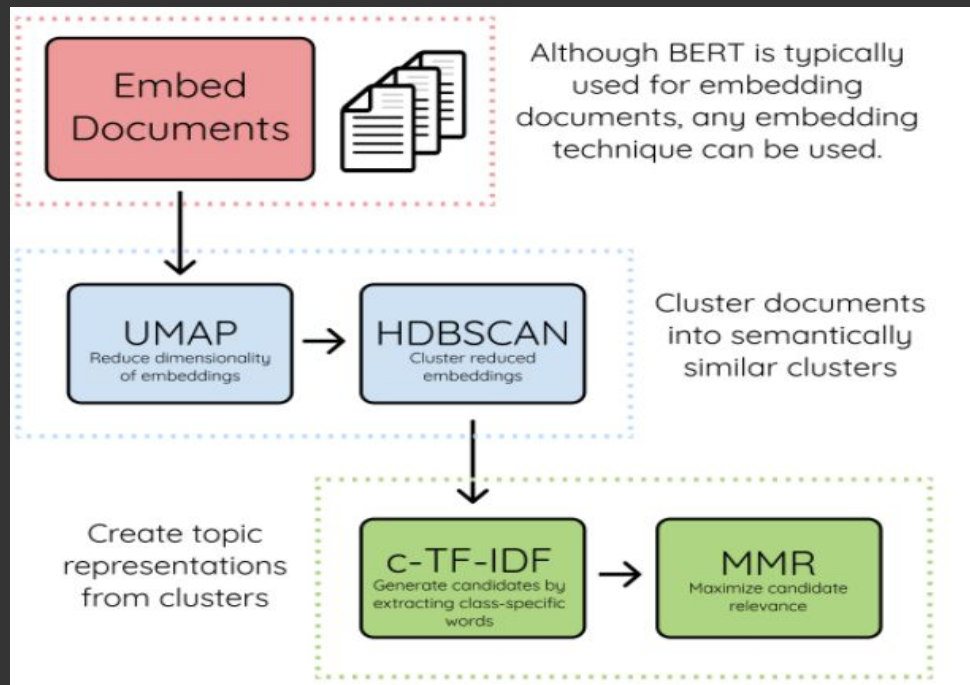 Embed
Documents
Although BERT is typically
used for embedding
documents, any embedding
technique can be used.
UMAP
Reduce dimensionality
of embeddings
HDBSCAN
Cluster reduced
embeddings
Cluster documents
into semantically
similar clusters
Create topic
representations
from clusters
c-TF-IDF
Generate candidates by
extracting class-specific
words
MMR
Maximize candidate
relevance